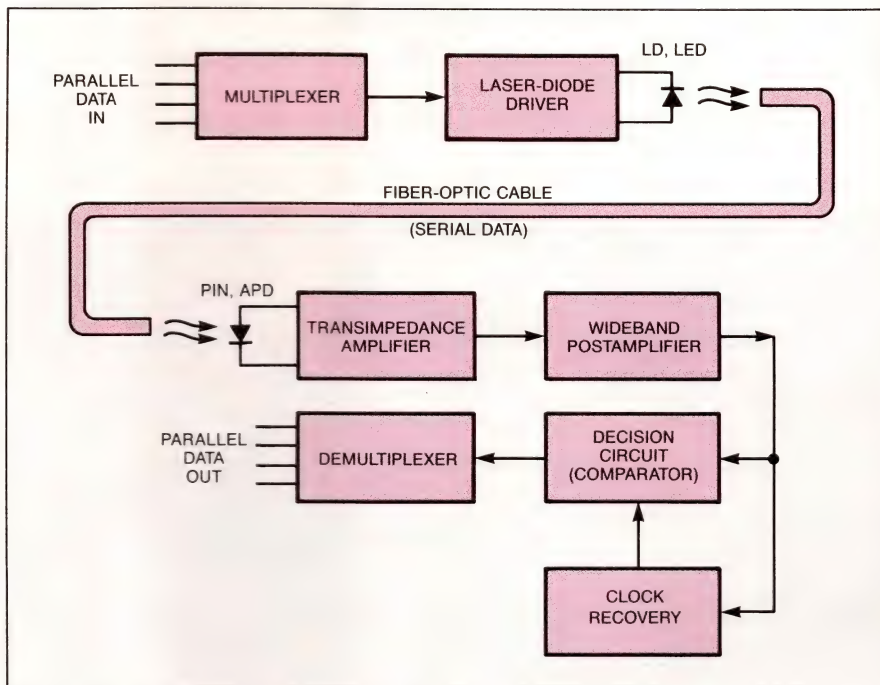 LD, LED
PARALLEL
DATA
IN
MULTIPLEXER
LASER-DIODE
DRIVER
FIBER-OPTIC CABLE
(SERIAL DATA)
PIN, APD
TRANSIMPEDANCE
AMPLIFIER
WIDEBAND
POSTAMPLIFIER
PARALLEL
DATA
OUT
DEMULTIPLEXER
DECISION
CIRCUIT
(COMPARATOR)
CLOCK
RECOVERY